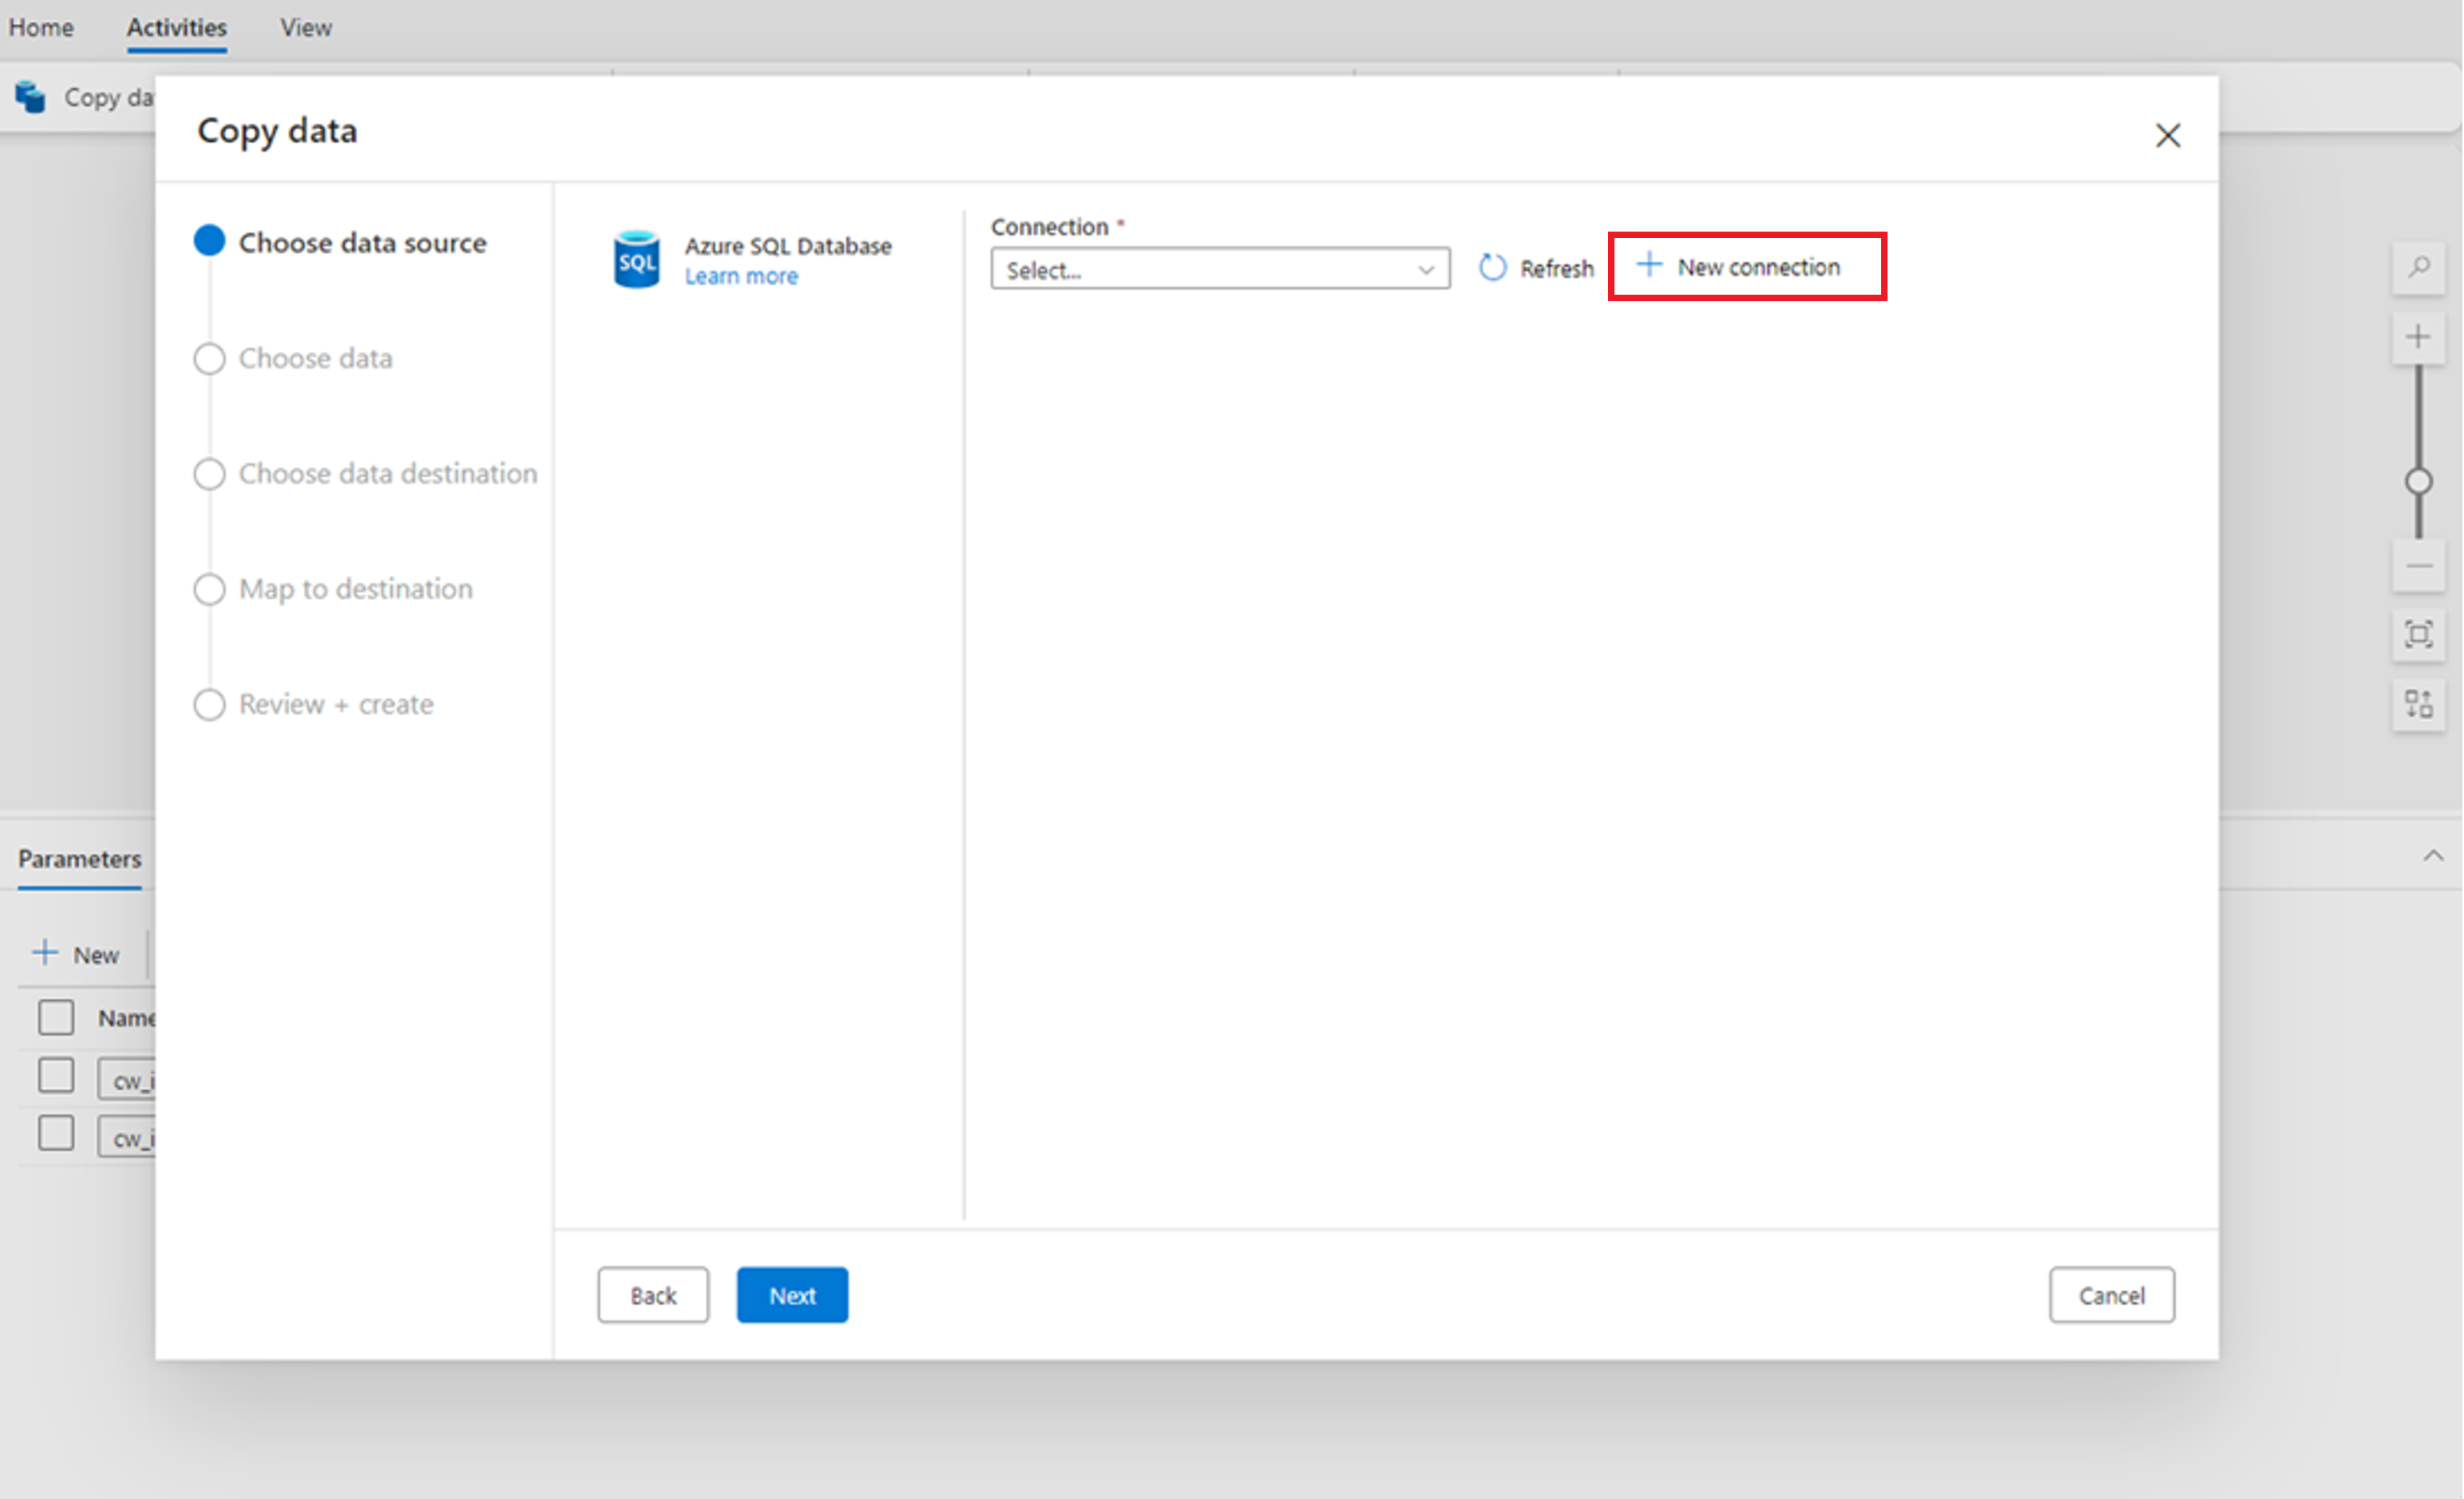 Home Activities View
Copy da
Copy data
Choose data source
Choose data
Choose data destination
Map to destination
Review + create
SQL
Azure SQL Database
Learn more
Connection *
Select...
Refresh
New connection
Back Next Cancel
Parameters
New
Name
cw_i
cw_i